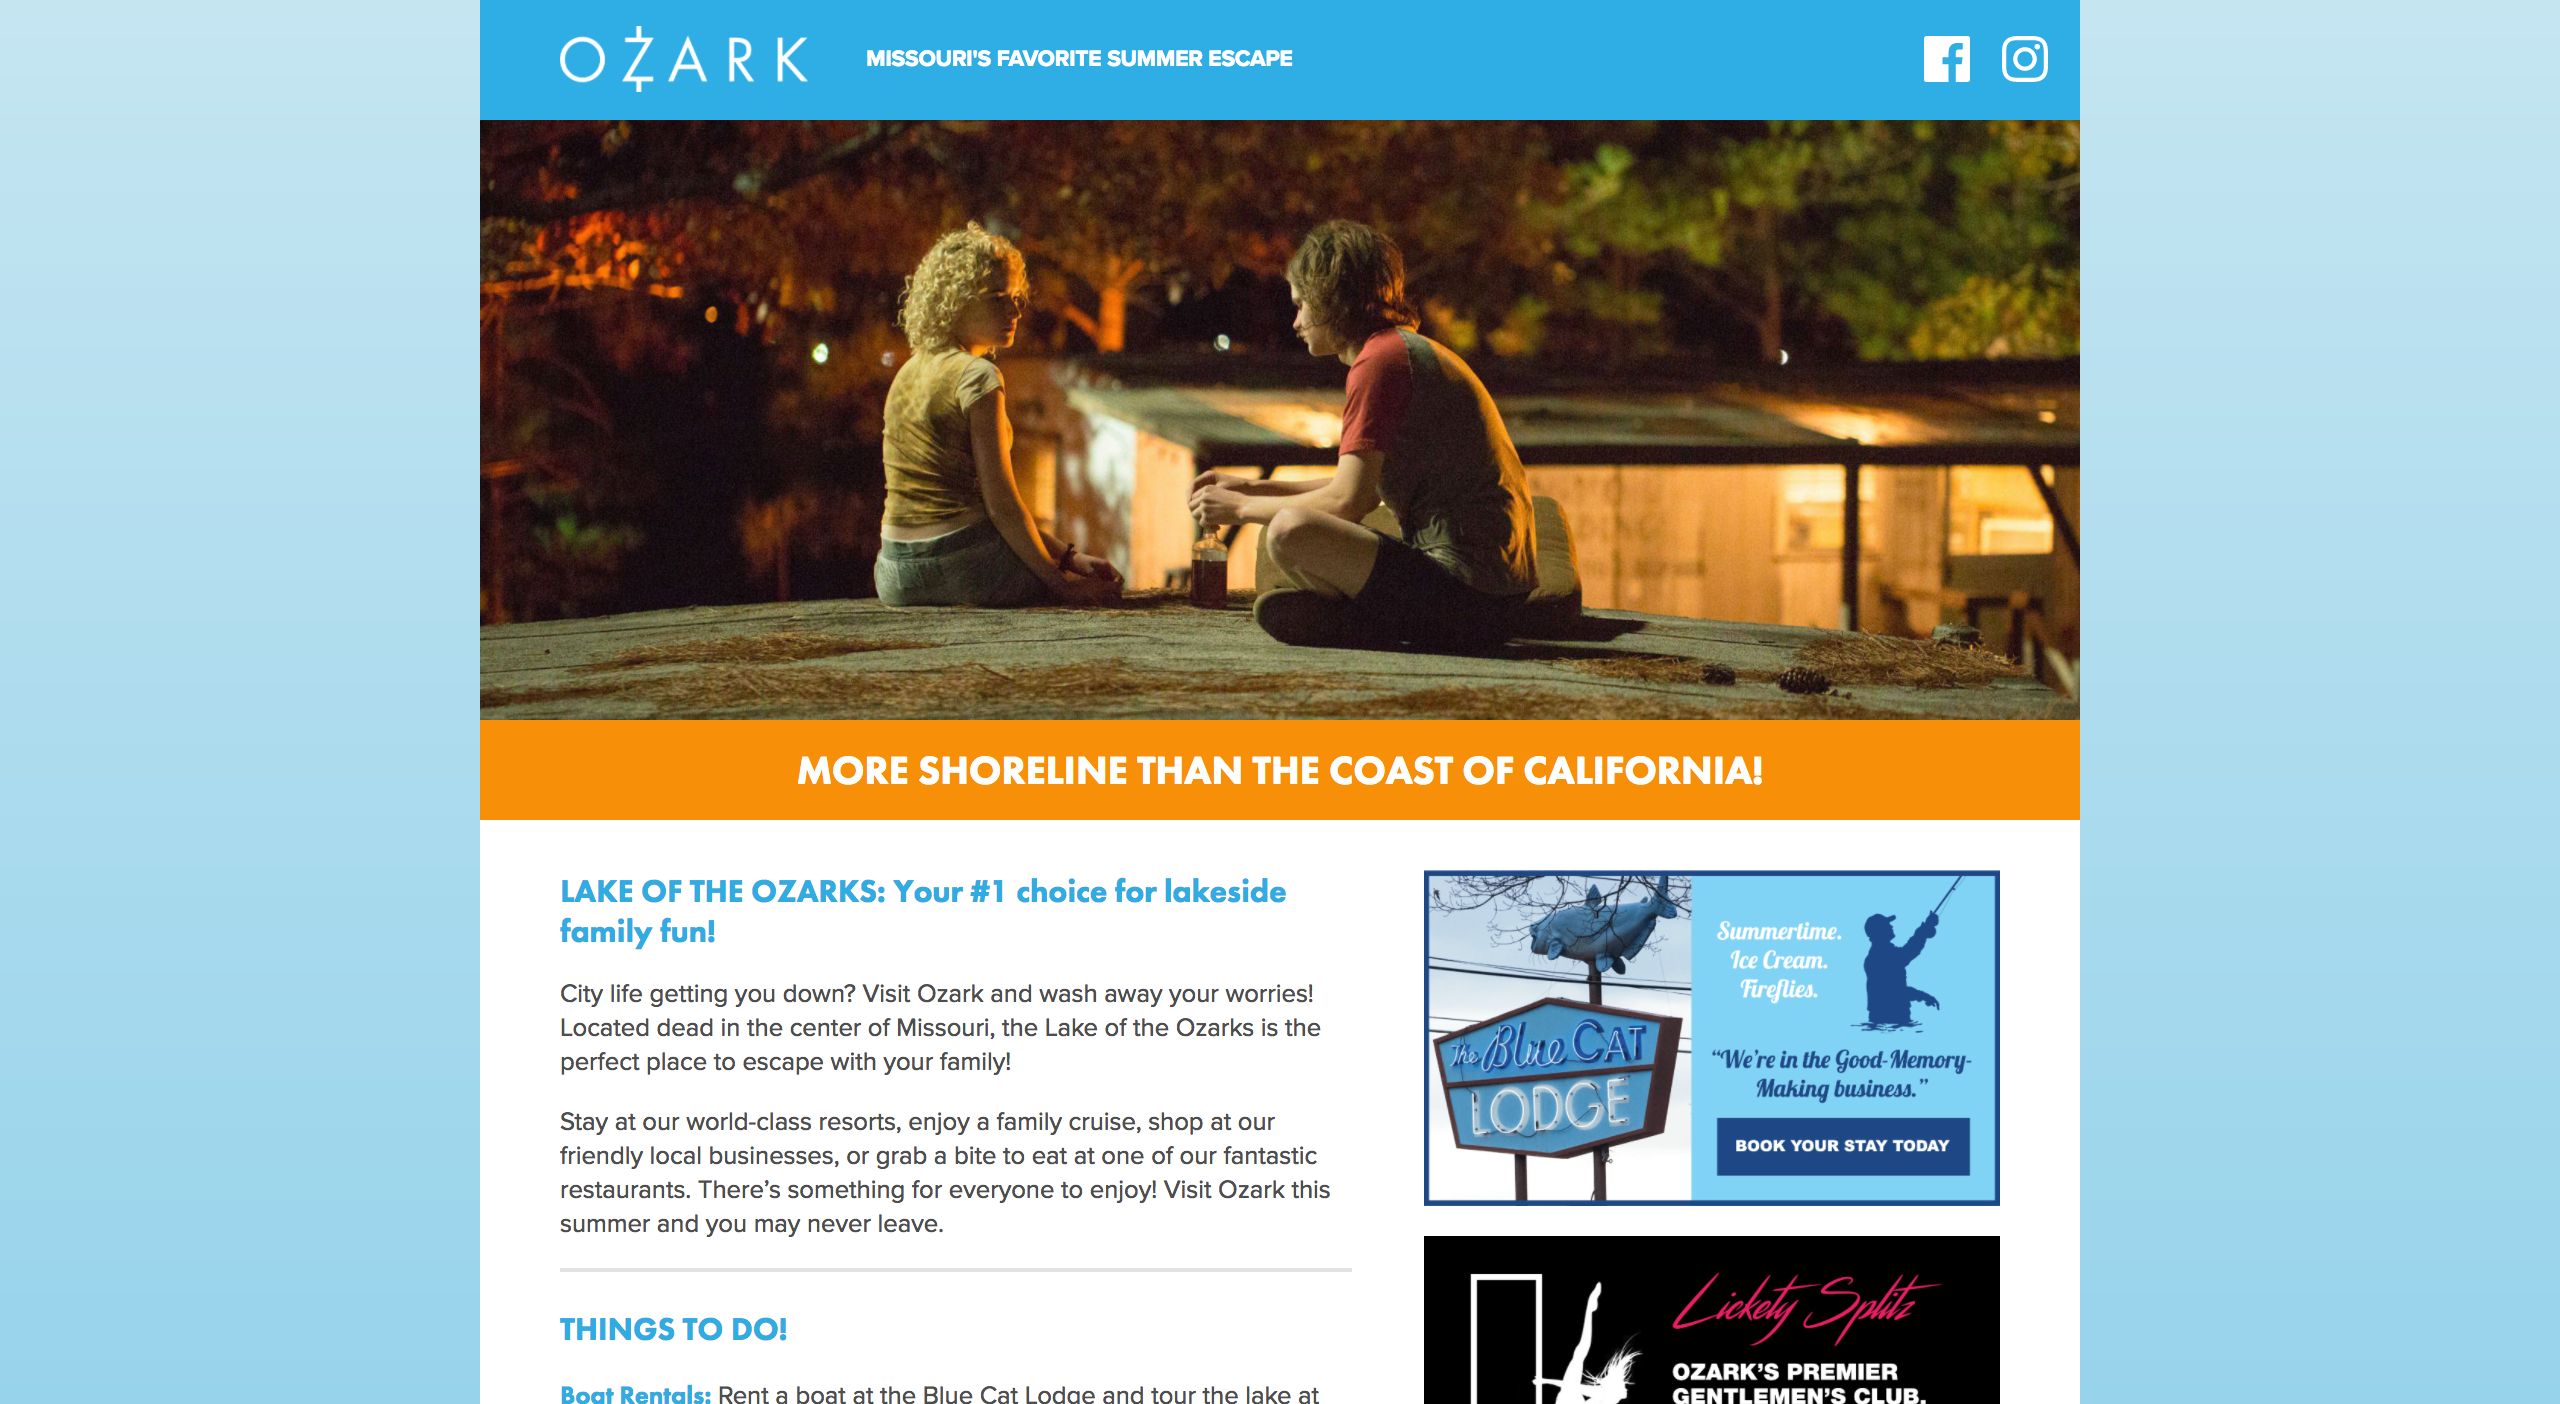 OZARK
MISSOURI'S FAVORITE SUMMER ESCAPE
MORE SHORELINE THAN THE COAST OF CALIFORNIA!
LAKE OF THE OZARKS: Your #1 choice for lakeside
family fun!
City life getting you down? Visit Ozark and wash away your worries!
Located dead in the center of Missouri, the Lake of the Ozarks is the
perfect place to escape with your family!
Stay at our world-class resorts, enjoy a family cruise, shop at our
friendly local businesses, or grab a bite to eat at one of our fantastic
restaurants. There’s something for everyone to enjoy! Visit Ozark this
summer and you may never leave.
THINGS TO DO!
Boat Rentals: Rent a boat at the Blue Cat Lodge and tour the lake at
The Blue CAT
LODGE
Summertime.
Ice Cream.
Fireflies.
“We’re in the Good-Memory-
Making business.”
BOOK YOUR STAY TODAY
Lickety Splitz
OZARK’S PREMIER
GENTLEMEN’S CLUB.